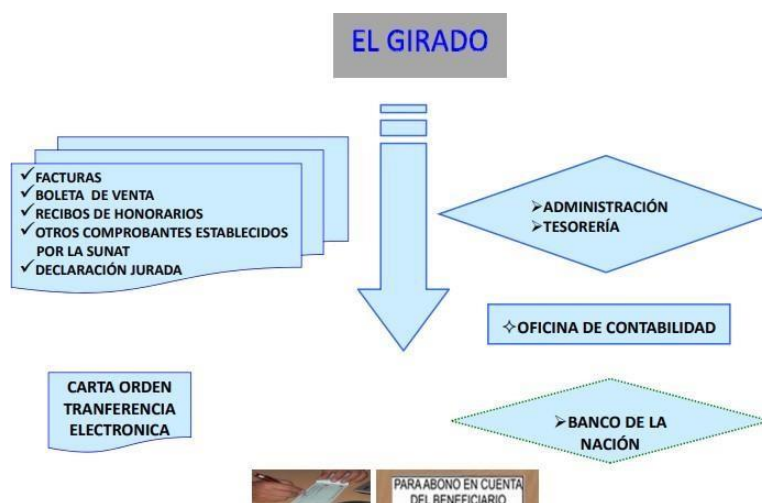 EL GIRADO
FACTURAS
BOLETA DE VENTA
RECIBOS DE HONORARIOS
OTROS COMPROBANTES ESTABLECIDOS
POR LA SUNAT
DECLARACIÓN JURADA
ADMINISTRACIÓN
TESORERÍA
OFICINA DE CONTABILIDAD
CARTA ORDEN
TRANFERENCIA
ELECTRONICA
BANCO DE LA
NACIÓN
PARA ABONO EN CUENTA
DEL BENEFICIARIO